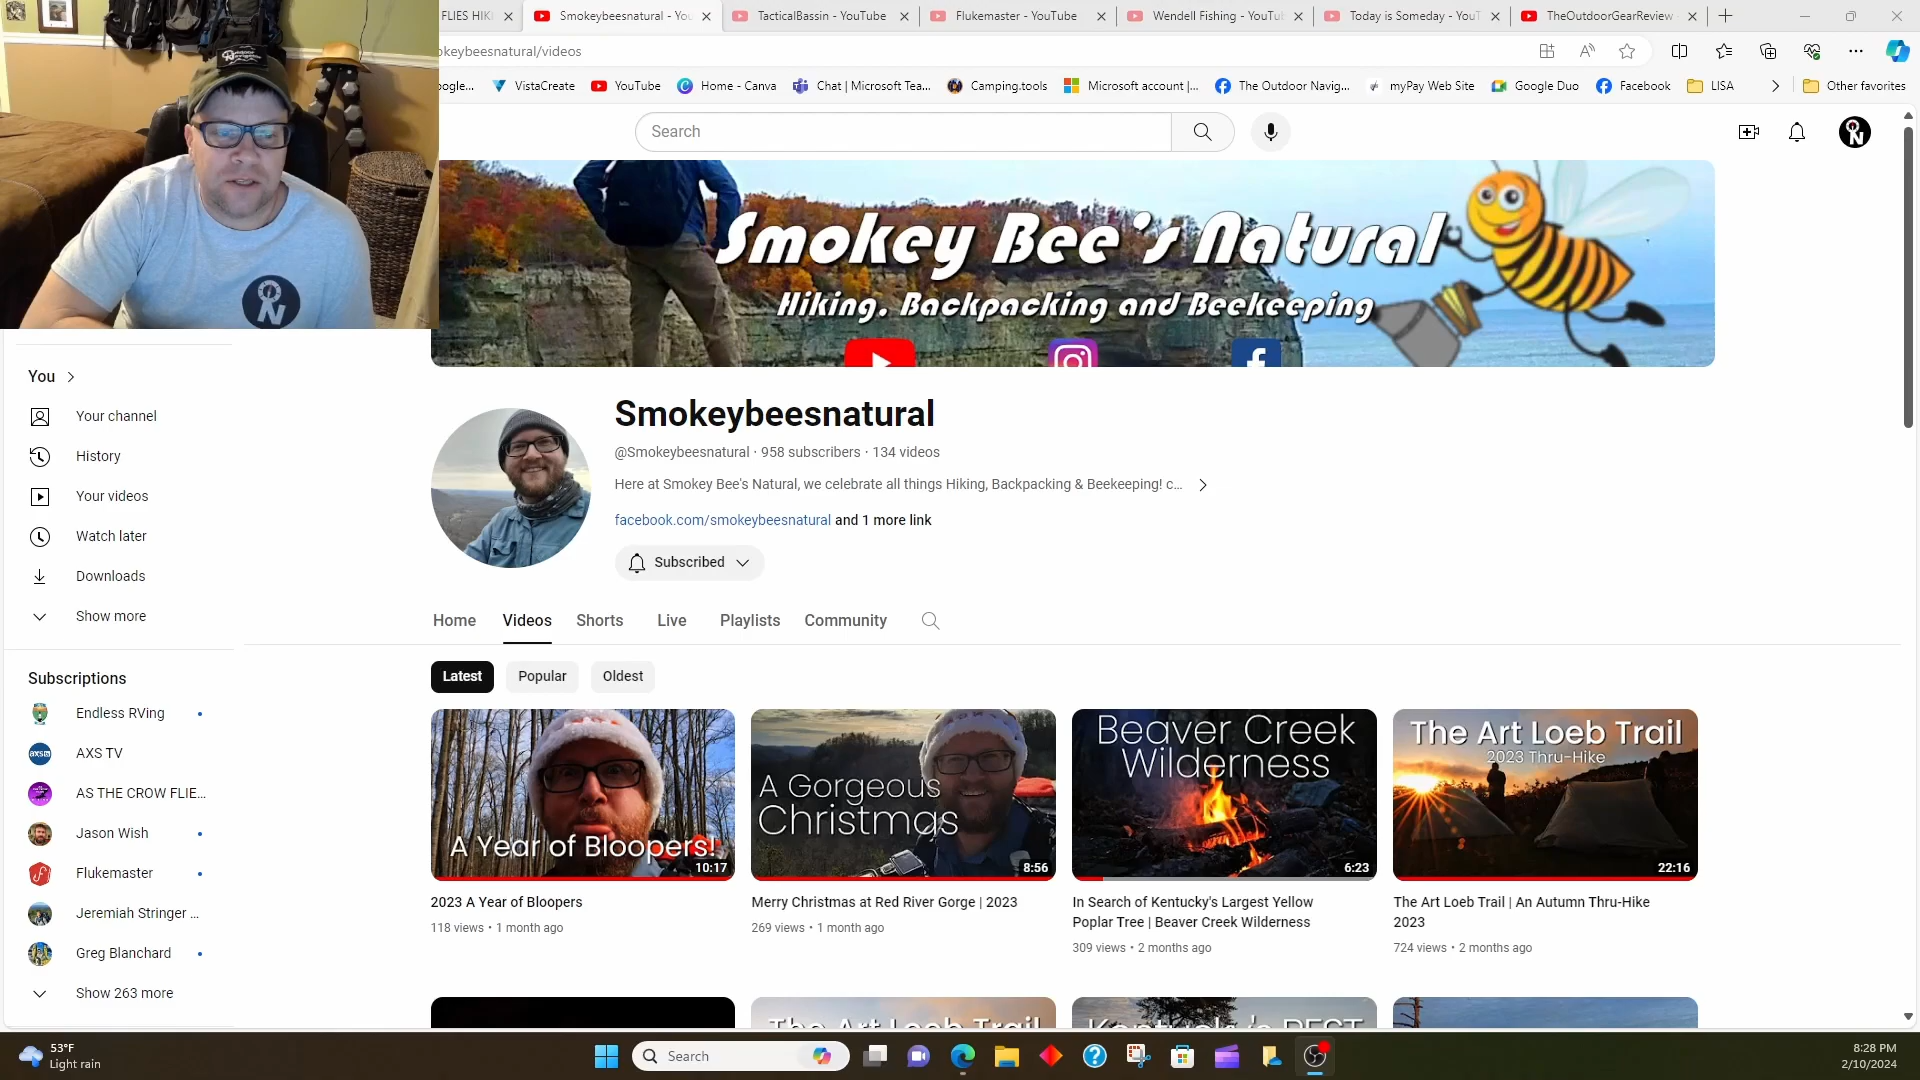 FLIES HIK
Smokeybeesnatural - You
TacticalBassin - YouTube
Flukemaster - YouTube
Wendell Fishing - YouTub
Today is Someday - YouT
TheOutdoorGearReview
okeybeesnatural/videos
oogle...
VistaCreate
YouTube
Home - Canva
Chat | Microsoft Tea...
Camping.tools
Microsoft account |...
The Outdoor Navig...
myPay Web Site
Google Duo
Facebook
LISA
Other favorites
Search
Smokey Bee's Natural
Hiking, Backpacking and Beekeeping
You
Your channel
History
Your videos
Watch later
Downloads
Show more
Subscriptions
Endless RVing
AXS TV
AS THE CROW FLIE...
Jason Wish
Flukemaster
Jeremiah Stringer ...
Greg Blanchard
Show 263 more
Smokeybeesnatural
@Smokeybeesnatural · 958 subscribers · 134 videos
Here at Smokey Bee's Natural, we celebrate all things Hiking, Backpacking & Beekeeping! c...
facebook.com/smokeybeesnatural and 1 more link
Subscribed
Home Videos Shorts Live Playlists Community
Latest Popular Oldest
A Year of Bloopers!
10:17
2023 A Year of Bloopers
118 views • 1 month ago
A Gorgeous
Christmas
8:56
Merry Christmas at Red River Gorge | 2023
269 views • 1 month ago
Beaver Creek
Wilderness
6:23
In Search of Kentucky's Largest Yellow
Poplar Tree | Beaver Creek Wilderness
309 views • 2 months ago
The Art Loeb Trail
2023 Thru-Hike
22:16
The Art Loeb Trail | An Autumn Thru-Hike
2023
724 views • 2 months ago
The Art Loeb Trail
Kentucky's BEST
53°F
Light rain
Search
8:28 PM
2/10/2024